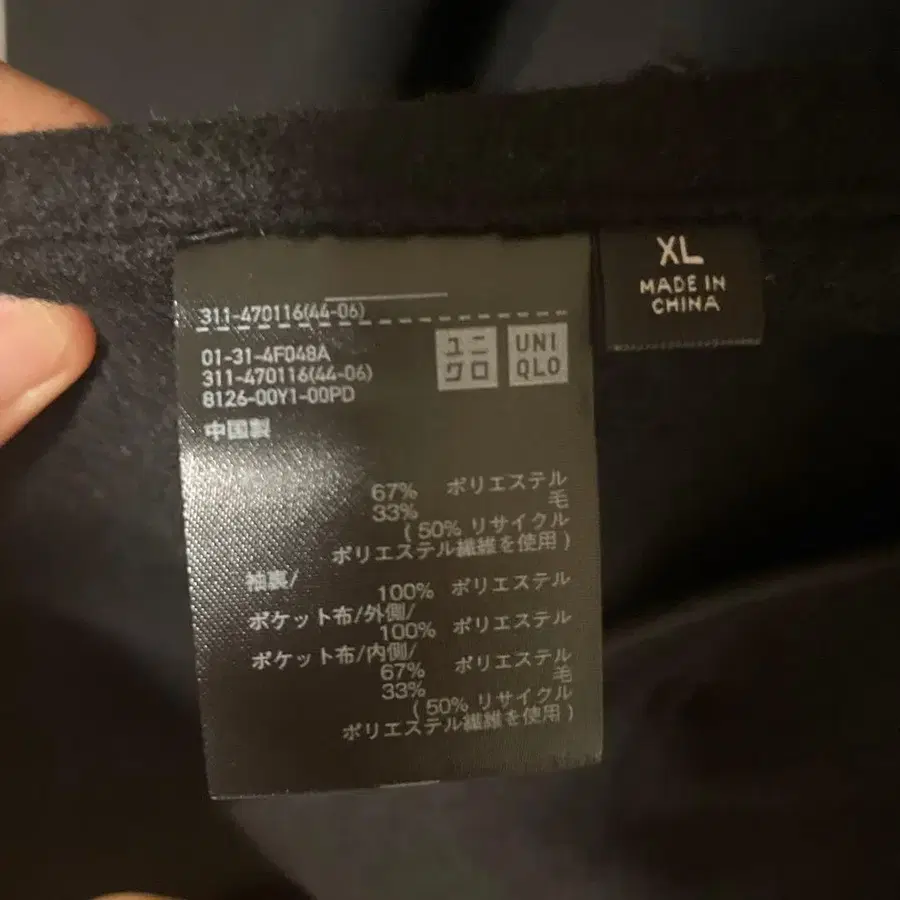 311-470116(44-06)
01-31-4F048A
311-470116(44-06)
8126-00Y1-00PD
中国製
ユニ
クロ
UNI
QLO
67% ポリエステル
33% 毛
( 50% リサイクル
ポリエステル繊維を使用 )
袖裏/
100% ポリエステル
ポケット布/外側/
100% ポリエステル
ポケット布/内側/
67% ポリエステル
33% 毛
( 50% リサイクル
ポリエステル繊維を使用 )
XL
MADE IN
CHINA